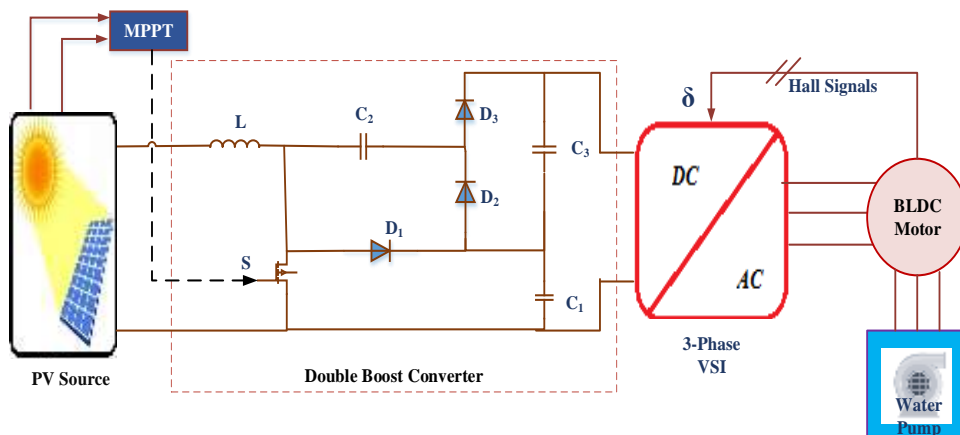 MPPT
Hall Signals
δ
L
C2
D3
C3
D2
D1
S
C1
DC
AC
BLDC
Motor
3-Phase
VSI
PV Source
Double Boost Converter
Water
Pump